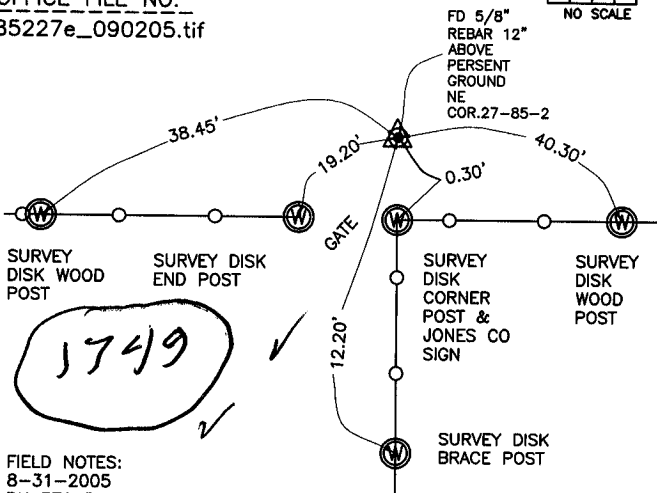 OFFICE FILE NO.
85227e_090205.tif
NO SCALE
FD 5/8"
REBAR 12"
ABOVE
PERSENT
GROUND
NE
COR.27-85-2
38.45'
19.20'
0.30'
40.30'
GATE
12.20'
SURVEY
DISK WOOD
POST
SURVEY DISK
END POST
SURVEY
DISK
CORNER
POST &
JONES CO
SIGN
SURVEY
DISK
WOOD
POST
W
W
W
W
W
1749
SURVEY DISK
BRACE POST
FIELD NOTES:
8-31-2005